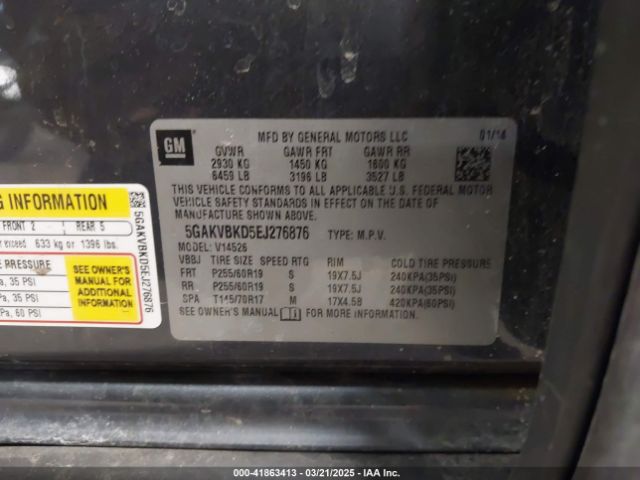 G INFORMATION
FRONT 2 REAR 5
exceed 633 kg or 1396 lbs.
E PRESSURE
a, 35 PSI
a, 35 PSI
Pa, 60 PSI
SEE OWNER'S
MANUAL FOR
ADDITIONAL
INFORMATION
5GAKVBKD5EJ276876
GM
MFD BY GENERAL MOTORS LLC 01/14
GVWR GAWR FRT GAWR RR
2930 KG 1450 KG 1600 KG
6459 LB 3196 LB 3527 LB
THIS VEHICLE CONFORMS TO ALL APPLICABLE U.S. FEDERAL MOTOR
VEHICLE SAFETY STANDARDS IN EFFECT ON THE DATE OF
MANUFACTURE SHOWN ABOVE.
5GAKVBKD5EJ276876 TYPE: M.P.V.
MODEL: V14526
VBBJ TIRE SIZE SPEED RTG RIM COLD TIRE PRESSURE
FRT P255/60R19 S 19X7.5J 240KPA(35PSI)
RR P255/60R19 S 19X7.5J 240KPA(35PSI)
SPA T145/70R17 M 17X4.5B 420KPA(60PSI)
SEE OWNER'S MANUAL FOR MORE INFORMATION
000-41863413 - 03/21/2025 - IAA Inc.